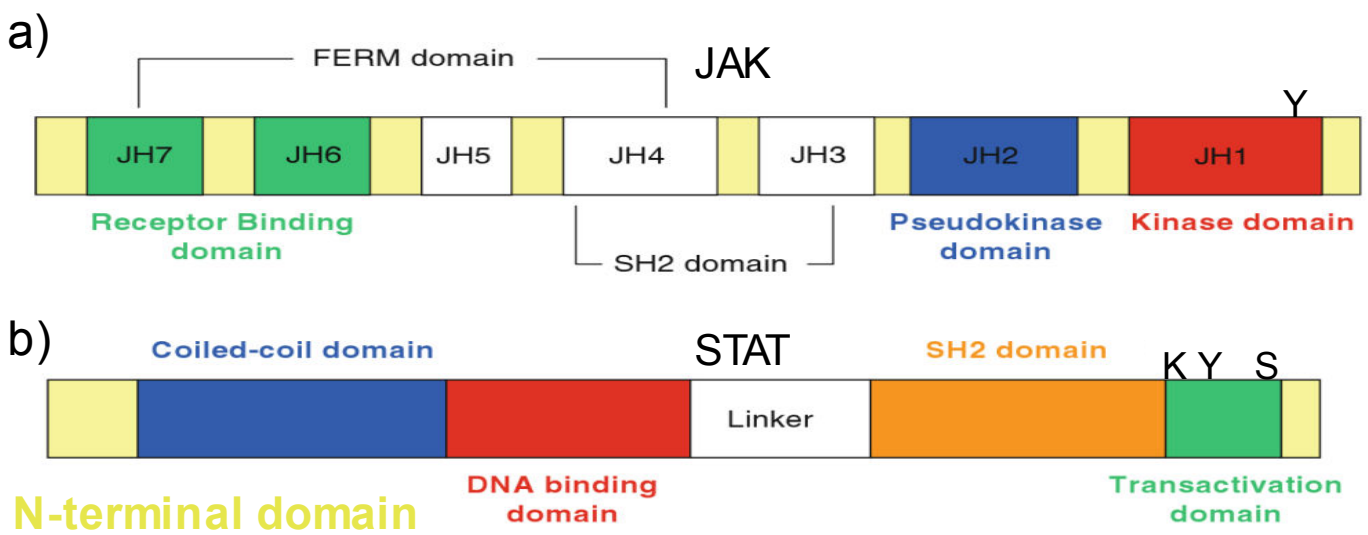 a)
FERM domain
JAK
Y
JH7 JH6 JH5 JH4 JH3 JH2 JH1
Receptor Binding
domain
SH2 domain
Pseudokinase
domain
Kinase domain
b)
Coiled-coil domain
STAT
SH2 domain
K Y S
Linker
N-terminal domain
DNA binding
domain
Transactivation
domain